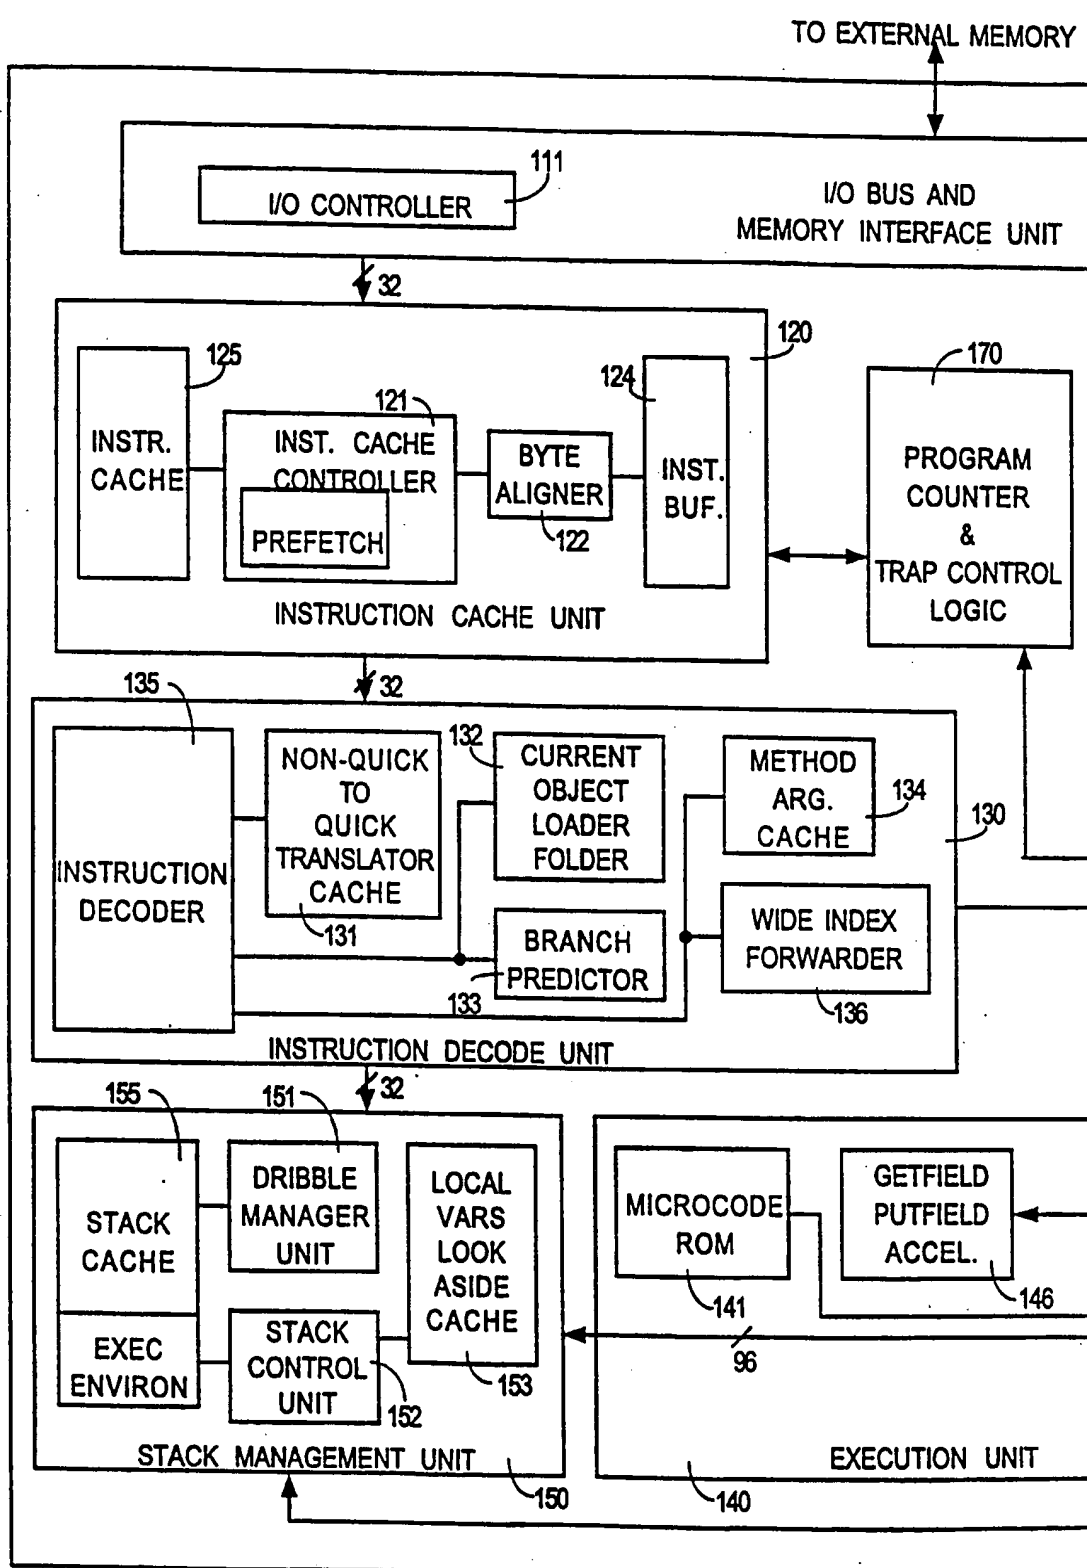 TO EXTERNAL MEMORY
111
I/O CONTROLLER
I/O BUS AND
MEMORY INTERFACE UNIT
32
120
125
INSTR.
CACHE
121
INST. CACHE
CONTROLLER
PREFETCH
BYTE
ALIGNER
122
124
INST.
BUF.
INSTRUCTION CACHE UNIT
170
PROGRAM
COUNTER
&
TRAP CONTROL
LOGIC
32
135
INSTRUCTION
DECODER
NON-QUICK
TO
QUICK
TRANSLATOR
CACHE
131
132
CURRENT
OBJECT
LOADER
FOLDER
BRANCH
PREDICTOR
133
METHOD
ARG.
CACHE
134
130
WIDE INDEX
FORWARDER
136
INSTRUCTION DECODE UNIT
32
155
STACK
CACHE
EXEC
ENVIRON
151
DRIBBLE
MANAGER
UNIT
STACK
CONTROL
UNIT
152
LOCAL
VARS
LOOK
ASIDE
CACHE
153
STACK MANAGEMENT UNIT
150
MICROCODE
ROM
141
GETFIELD
PUTFIELD
ACCEL.
146
96
EXECUTION UNIT
140